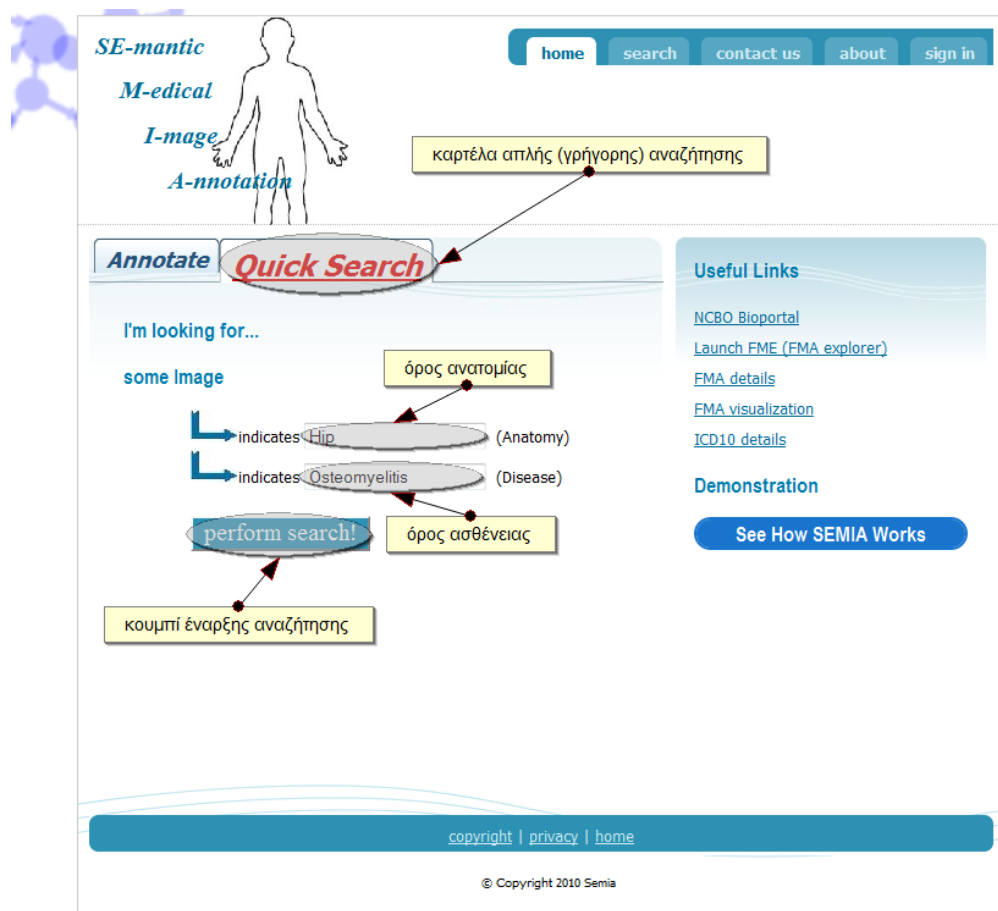 SE-mantic
M-edical
I-mage
A-nnotation
home search contact us about sign in
καρτέλα απλής (γρήγορης) αναζήτησης
Annotate Quick Search
I'm looking for...
some Image
όρος ανατομίας
indicates Hip (Anatomy)
indicates Osteomyelitis (Disease)
όρος ασθένειας
perform search!
κουμπί έναρξης αναζήτησης
Useful Links
NCBO Bioportal
Launch FME (FMA explorer)
FMA details
FMA visualization
ICD10 details
Demonstration
See How SEMIA Works
copyright | privacy | home
© Copyright 2010 Semia